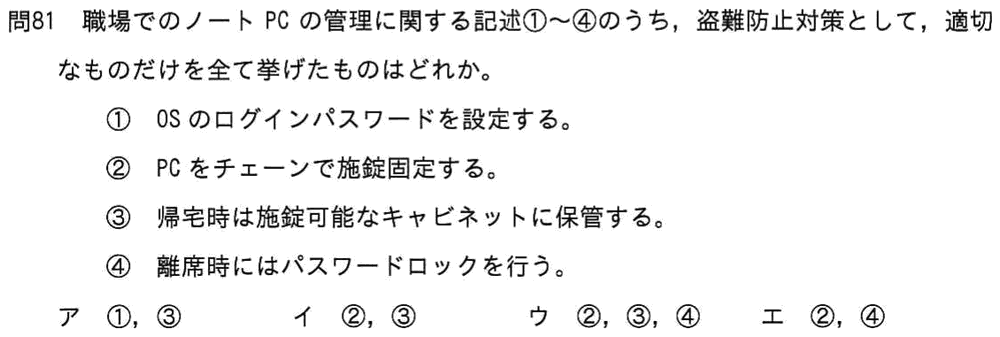 問81 職場でのノート PC の管理に関する記述①～④のうち，盗難防止対策として，適切
なものだけを全て挙げたものはどれか。
① OS のログインパスワードを設定する。
② PC をチェーンで施錠固定する。
③ 帰宅時は施錠可能なキャビネットに保管する。
④ 離席時にはパスワードロックを行う。
ア ①，③ イ ②，③ ウ ②，③，④ エ ②，④